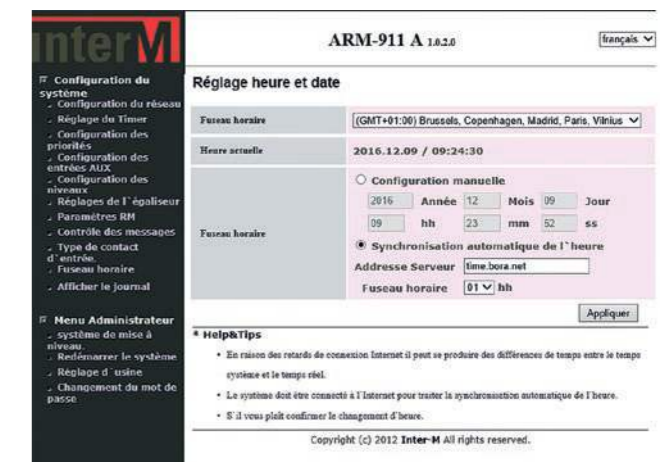 interM
ARM-911 A 1.0.2.0
français
Configuration du
système
Configuration du réseau
Réglage du Timer
Configuration des
priorités
Configuration des
entrées AUX
Configuration des
niveaux
Réglages de l`égaliseur
Paramètres RM
Contrôle des messages
Type de contact
d`entrée.
Fuseau horaire
Afficher le journal
Menu Administrateur
système de mise à
niveau.
Redémarrer le système
Réglage d`usine
Changement du mot de
passe
Réglage heure et date
Fuseau horaire
(GMT+01:00) Brussels, Copenhagen, Madrid, Paris, Vilnius
Heure actuelle
2016.12.09 / 09:24:30
Fuseau horaire
Configuration manuelle
2016 Année 12 Mois 09 Jour
09 hh 23 mm 52 ss
Synchronisation automatique de l`heure
Addresse Serveur time.bora.net
Fuseau horaire 01 hh
Appliquer
* Help&Tips
• En raison des retards de connexion Internet il peut se produire des différences de temps entre le temps
système et le temps réel.
• Le système doit être connecté à l'Internet pour traiter la synchronisation automatique de l'heure.
• S`il vous plaît confirmer le changement d'heure.
Copyright (c) 2012 Inter-M All rights reserved.